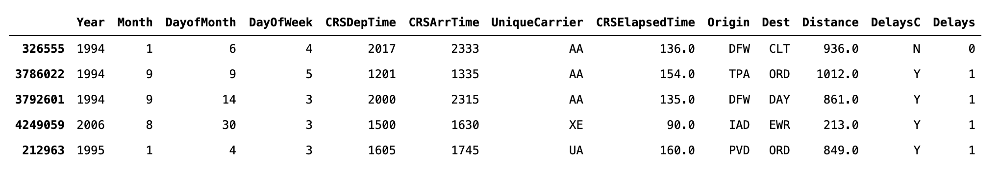 Year Month DayofMonth DayOfWeek CRSDepTime CRSArrTime UniqueCarrier CRSElapsedTime Origin Dest Distance DelaysC Delays
326555 1994 1 6 4 2017 2333 AA 136.0 DFW CLT 936.0 N 0
3786022 1994 9 9 5 1201 1335 AA 154.0 TPA ORD 1012.0 Y 1
3792601 1994 9 14 3 2000 2315 AA 135.0 DFW DAY 861.0 Y 1
4249059 2006 8 30 3 1500 1630 XE 90.0 IAD EWR 213.0 Y 1
212963 1995 1 4 3 1605 1745 UA 160.0 PVD ORD 849.0 Y 1